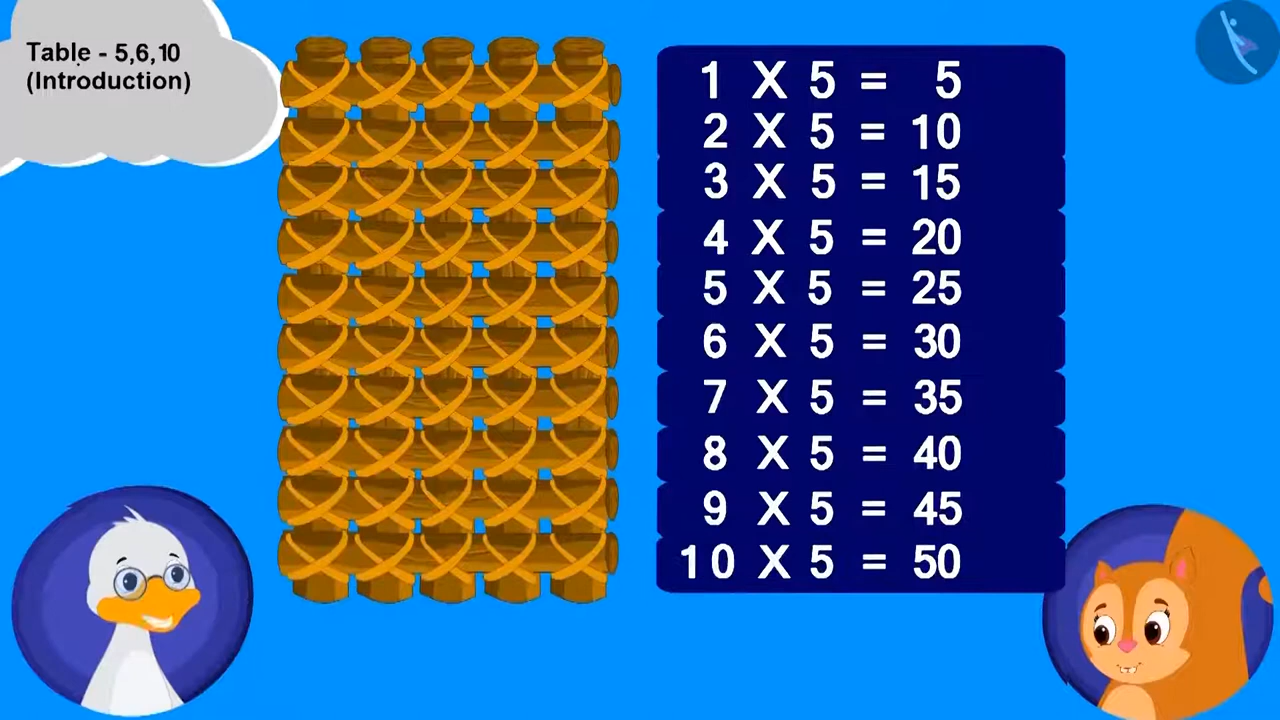 Table - 5,6,10
(Introduction)
1 X 5 = 5
2 X 5 = 10
3 X 5 = 15
4 X 5 = 20
5 X 5 = 25
6 X 5 = 30
7 X 5 = 35
8 X 5 = 40
9 X 5 = 45
10 X 5 = 50